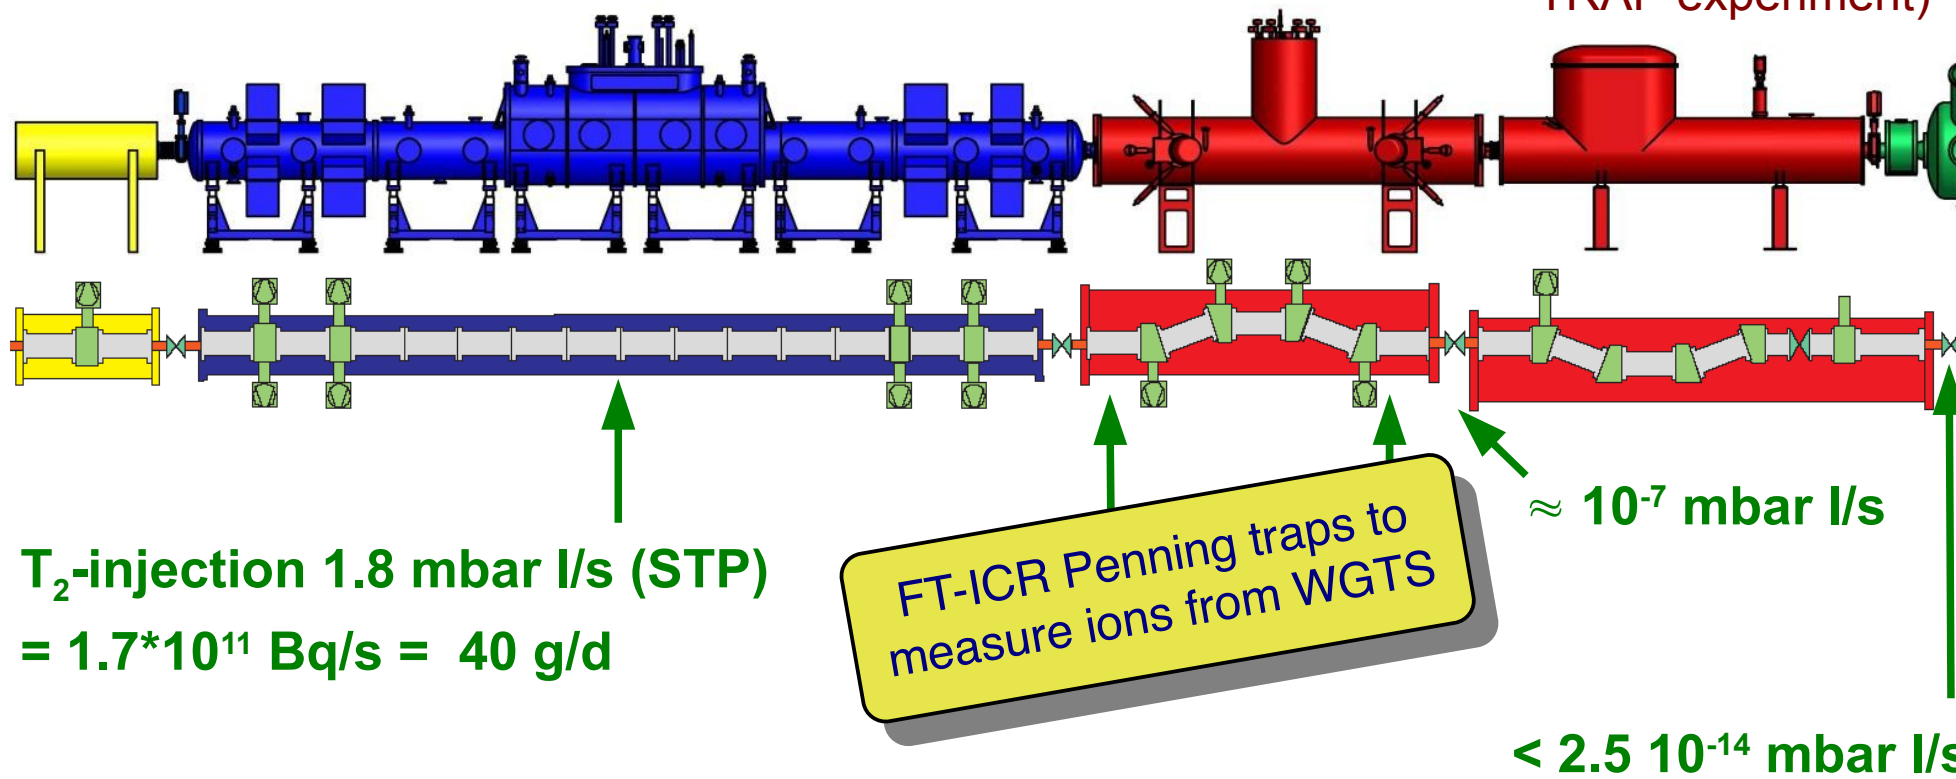 experiment)
T₂-injection 1.8 mbar l/s (STP)
= 1.7*10¹¹ Bq/s = 40 g/d
FT-ICR Penning traps to
measure ions from WGTS
≈ 10⁻⁷ mbar l/s
< 2.5 10⁻¹⁴ mbar l/s